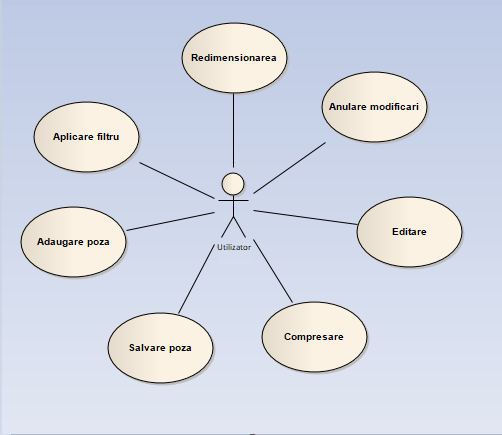 Redimensionarea
Anulare modificari
Aplicare filtru
Editare
Adaugare poza
Utilizator
Compresare
Salvare poza